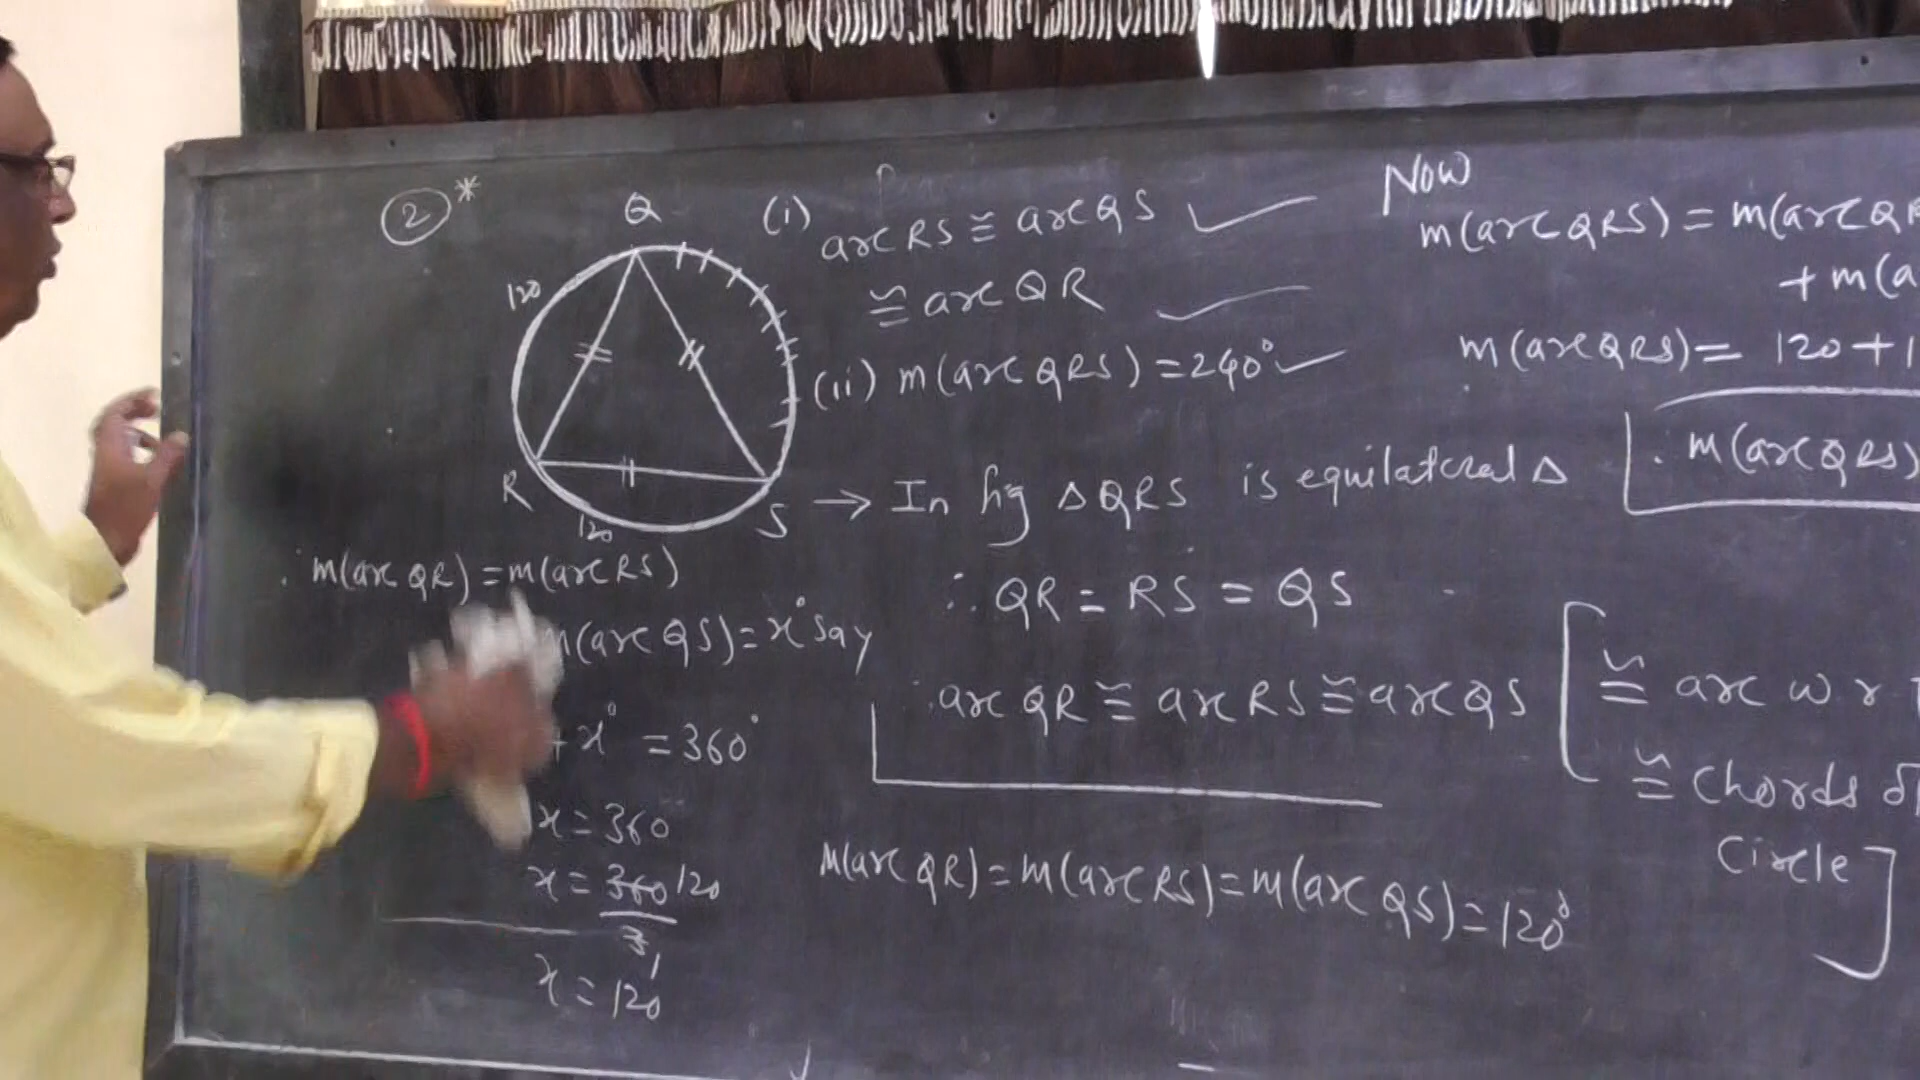 2 *
Q
120
R
120
S
(i) arc RS ≅ arc QS
≅ arc QR
(ii) m(arc QRS) = 240°
→ In fig △QRS is equilateral △
∴ QR = RS = QS
arc QR ≅ arc RS ≅ arc QS
m(arc QR) = m(arc RS) = m(arc QS) = 120°
m(arc QR) = m(arc RS)
m(arc QS) = x° say
+ x° = 360°
x = 360
x = 360 120
3 1
x = 120
Now
m(arc QRS) = m(arc QR
+ m(a
m(arc QRS) = 120 + 1
m(arc QRS)
[≅ arc w r
≅ chords of
circle]